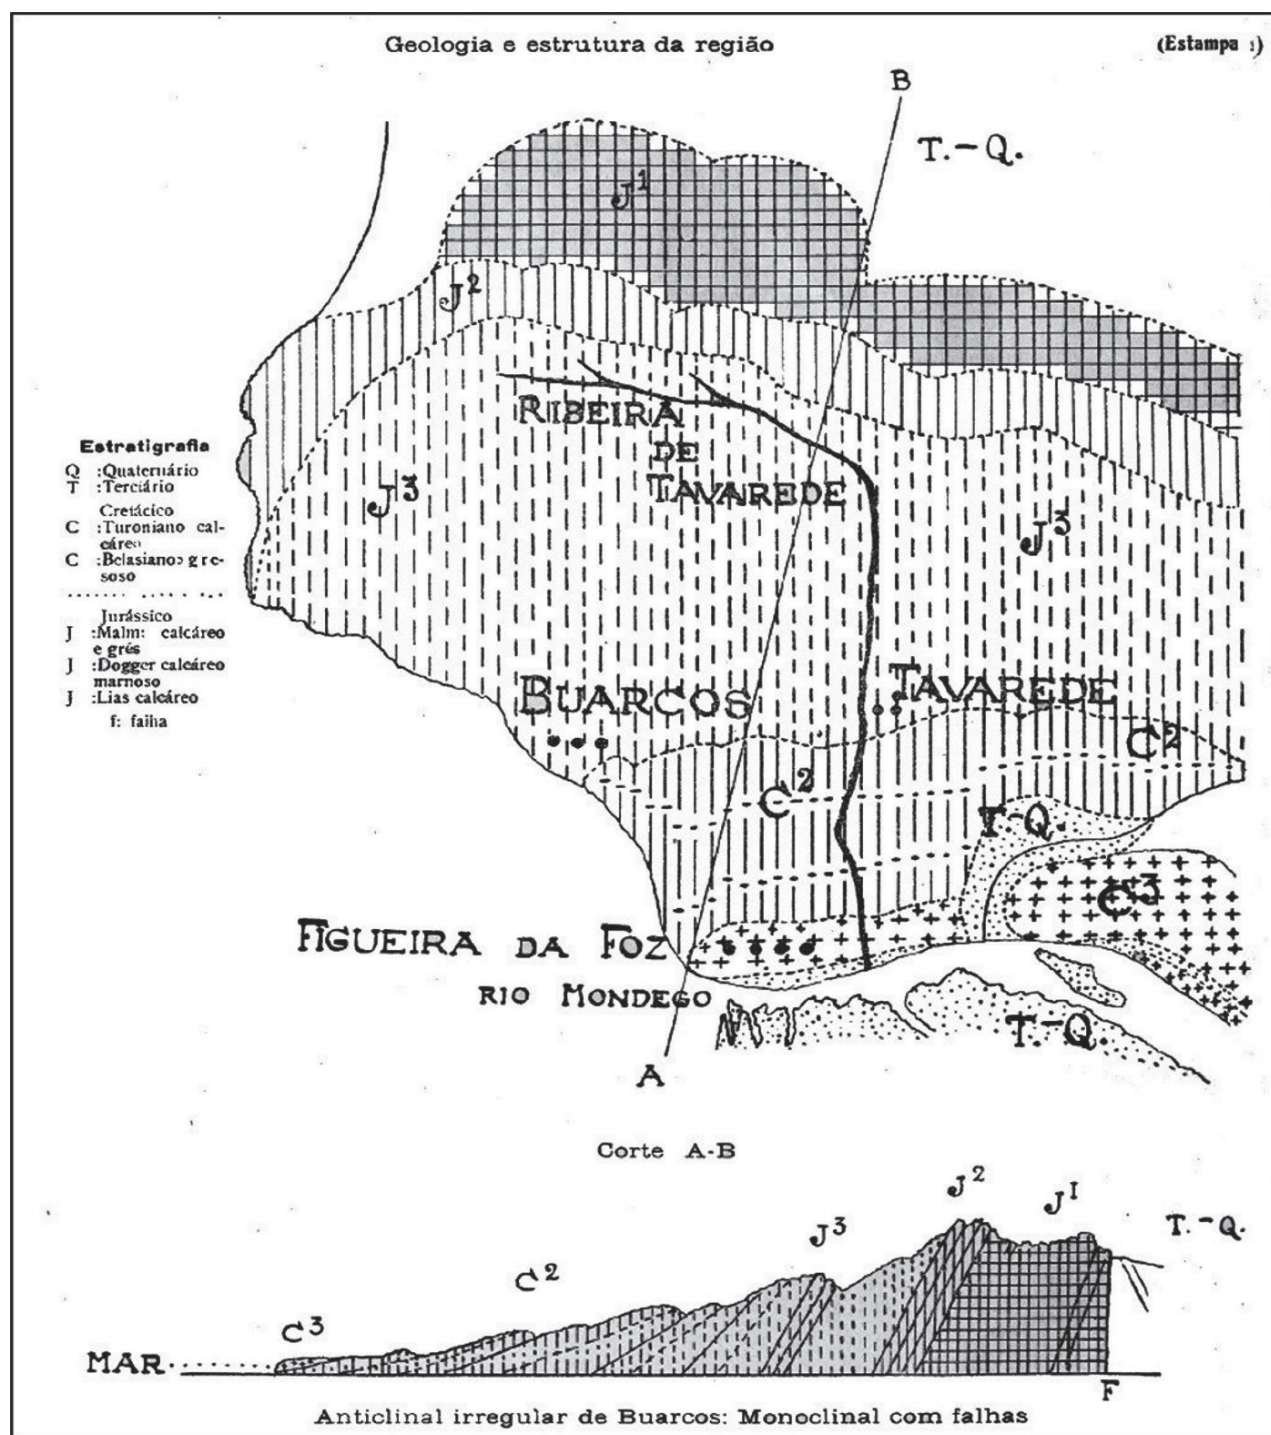 Geologia e estrutura da região
(Estampa 1)
B
T.-Q.
J¹
J²
RIBEIRA
DE
TAVAREDE
Estratigrafia
Q :Quaternário
T :Terciário
Cretácico
C :Turoniano cal-
cáreo
C :Belasiano gre-
soso
Jurássico
J :Malm: calcáreo
e grés
J :Dogger calcáreo
marnoso
J :Lias calcáreo
f: falha
J³
J³
BUARCOS
TAVAREDE
C²
C²
T-Q.
C³
FIGUEIRA DA FOZ
RIO MONDEGO
T.-Q.
A
Corte A-B
J²
J¹
T.-Q.
J³
C²
C³
MAR
F
Anticlinal irregular de Buarcos: Monoclinal com falhas